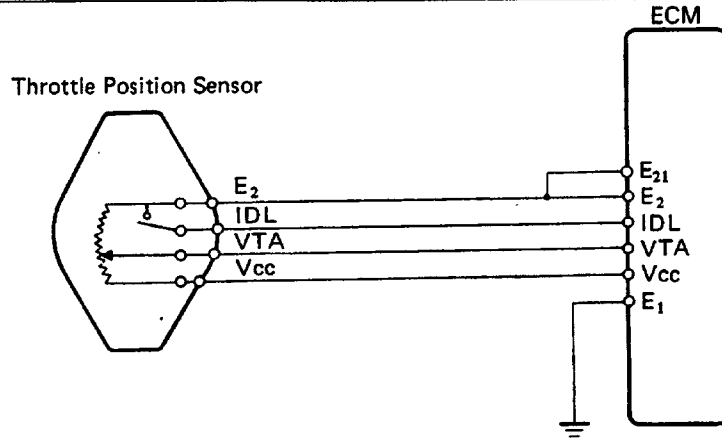 ECM
Throttle Position Sensor
E₂
IDL
VTA
Vcc
E₂₁
E₂
IDL
VTA
Vcc
E₁